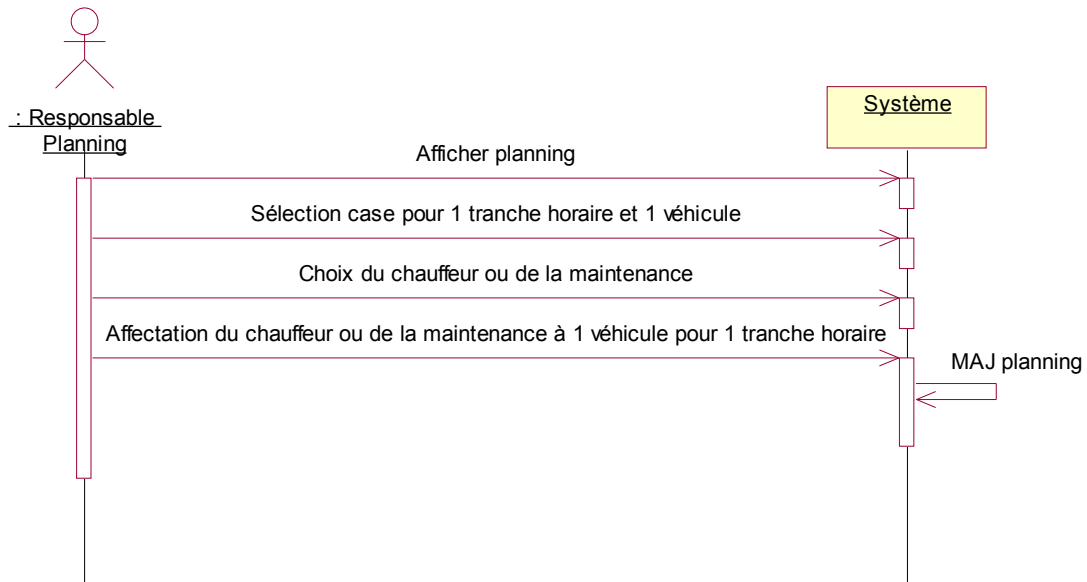 : Responsable
Planning
Système
Afficher planning
Sélection case pour 1 tranche horaire et 1 véhicule
Choix du chauffeur ou de la maintenance
Affectation du chauffeur ou de la maintenance à 1 véhicule pour 1 tranche horaire
MAJ planning